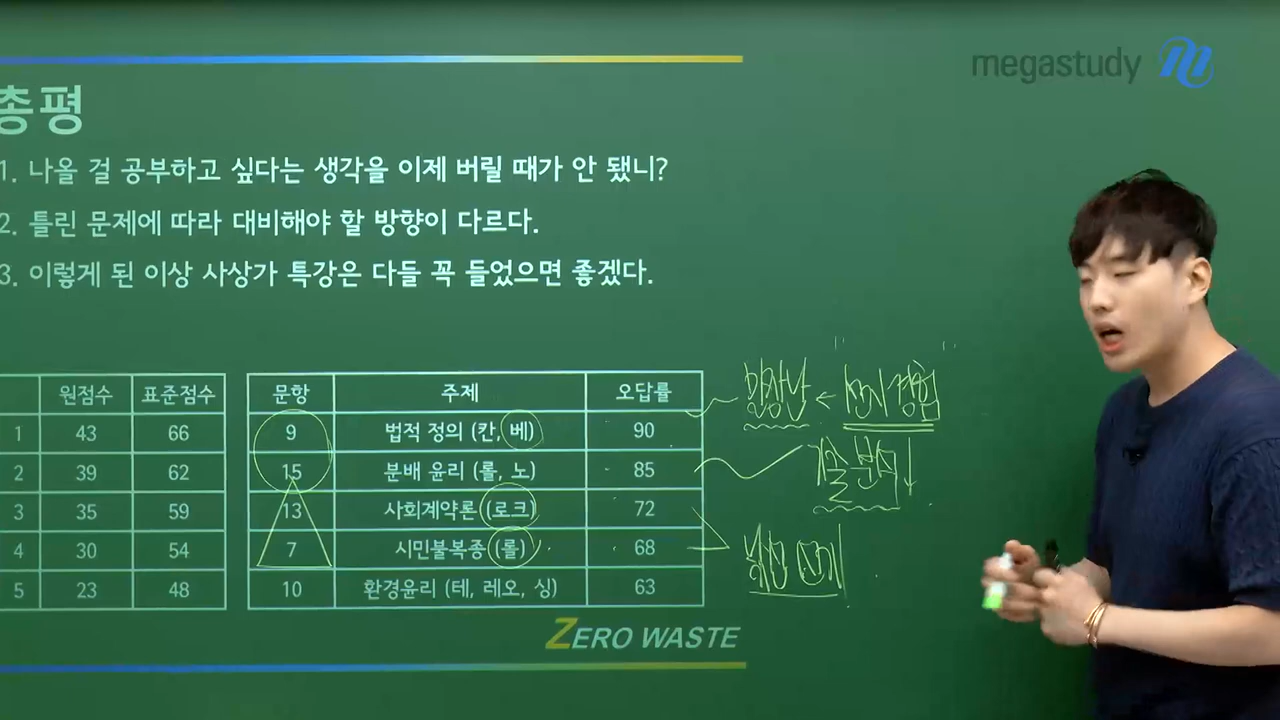 megastudy
총평
1. 나올 걸 공부하고 싶다는 생각을 이제 버릴 때가 안 됐니?
2. 틀린 문제에 따라 대비해야 할 방향이 다르다.
3. 이렇게 된 이상 사상가 특강은 다들 꼭 들었으면 좋겠다.
원점수 표준점수
1 43 66
2 39 62
3 35 59
4 30 54
5 23 48
문항 주제 오답률
9 법적 정의 (칸, 베) 90
15 분배 윤리 (롤, 노) 85
13 사회계약론 (로크) 72
7 시민불복종 (롤) 68
10 환경윤리 (테, 레오, 싱) 63
기출 분석
ZERO WASTE